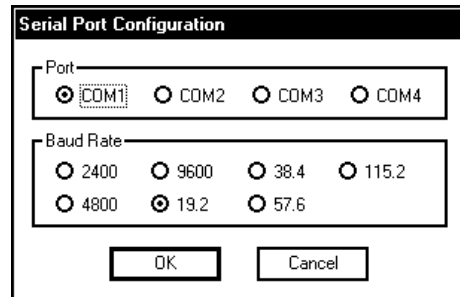 Serial Port Configuration
Port
COM1 COM2 COM3 COM4
Baud Rate
2400 9600 38.4 115.2
4800 19.2 57.6
OK Cancel